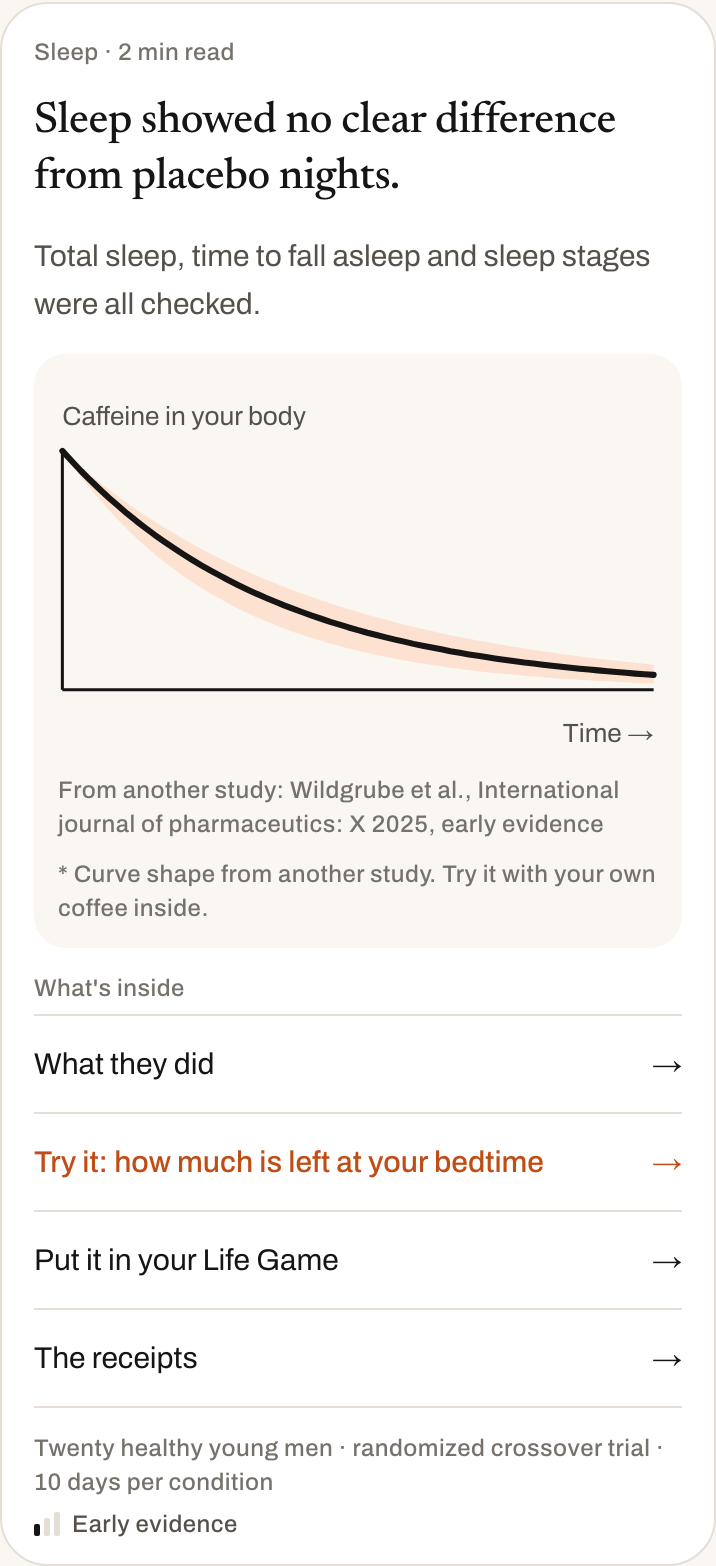 Sleep · 2 min read
Sleep showed no clear difference
from placebo nights.
Total sleep, time to fall asleep and sleep stages
were all checked.
Caffeine in your body
Time →
From another study: Wildgrube et al., International
journal of pharmaceutics: X 2025, early evidence
* Curve shape from another study. Try it with your own
coffee inside.
What's inside
What they did →
Try it: how much is left at your bedtime →
Put it in your Life Game →
The receipts →
Twenty healthy young men · randomized crossover trial ·
10 days per condition
Early evidence